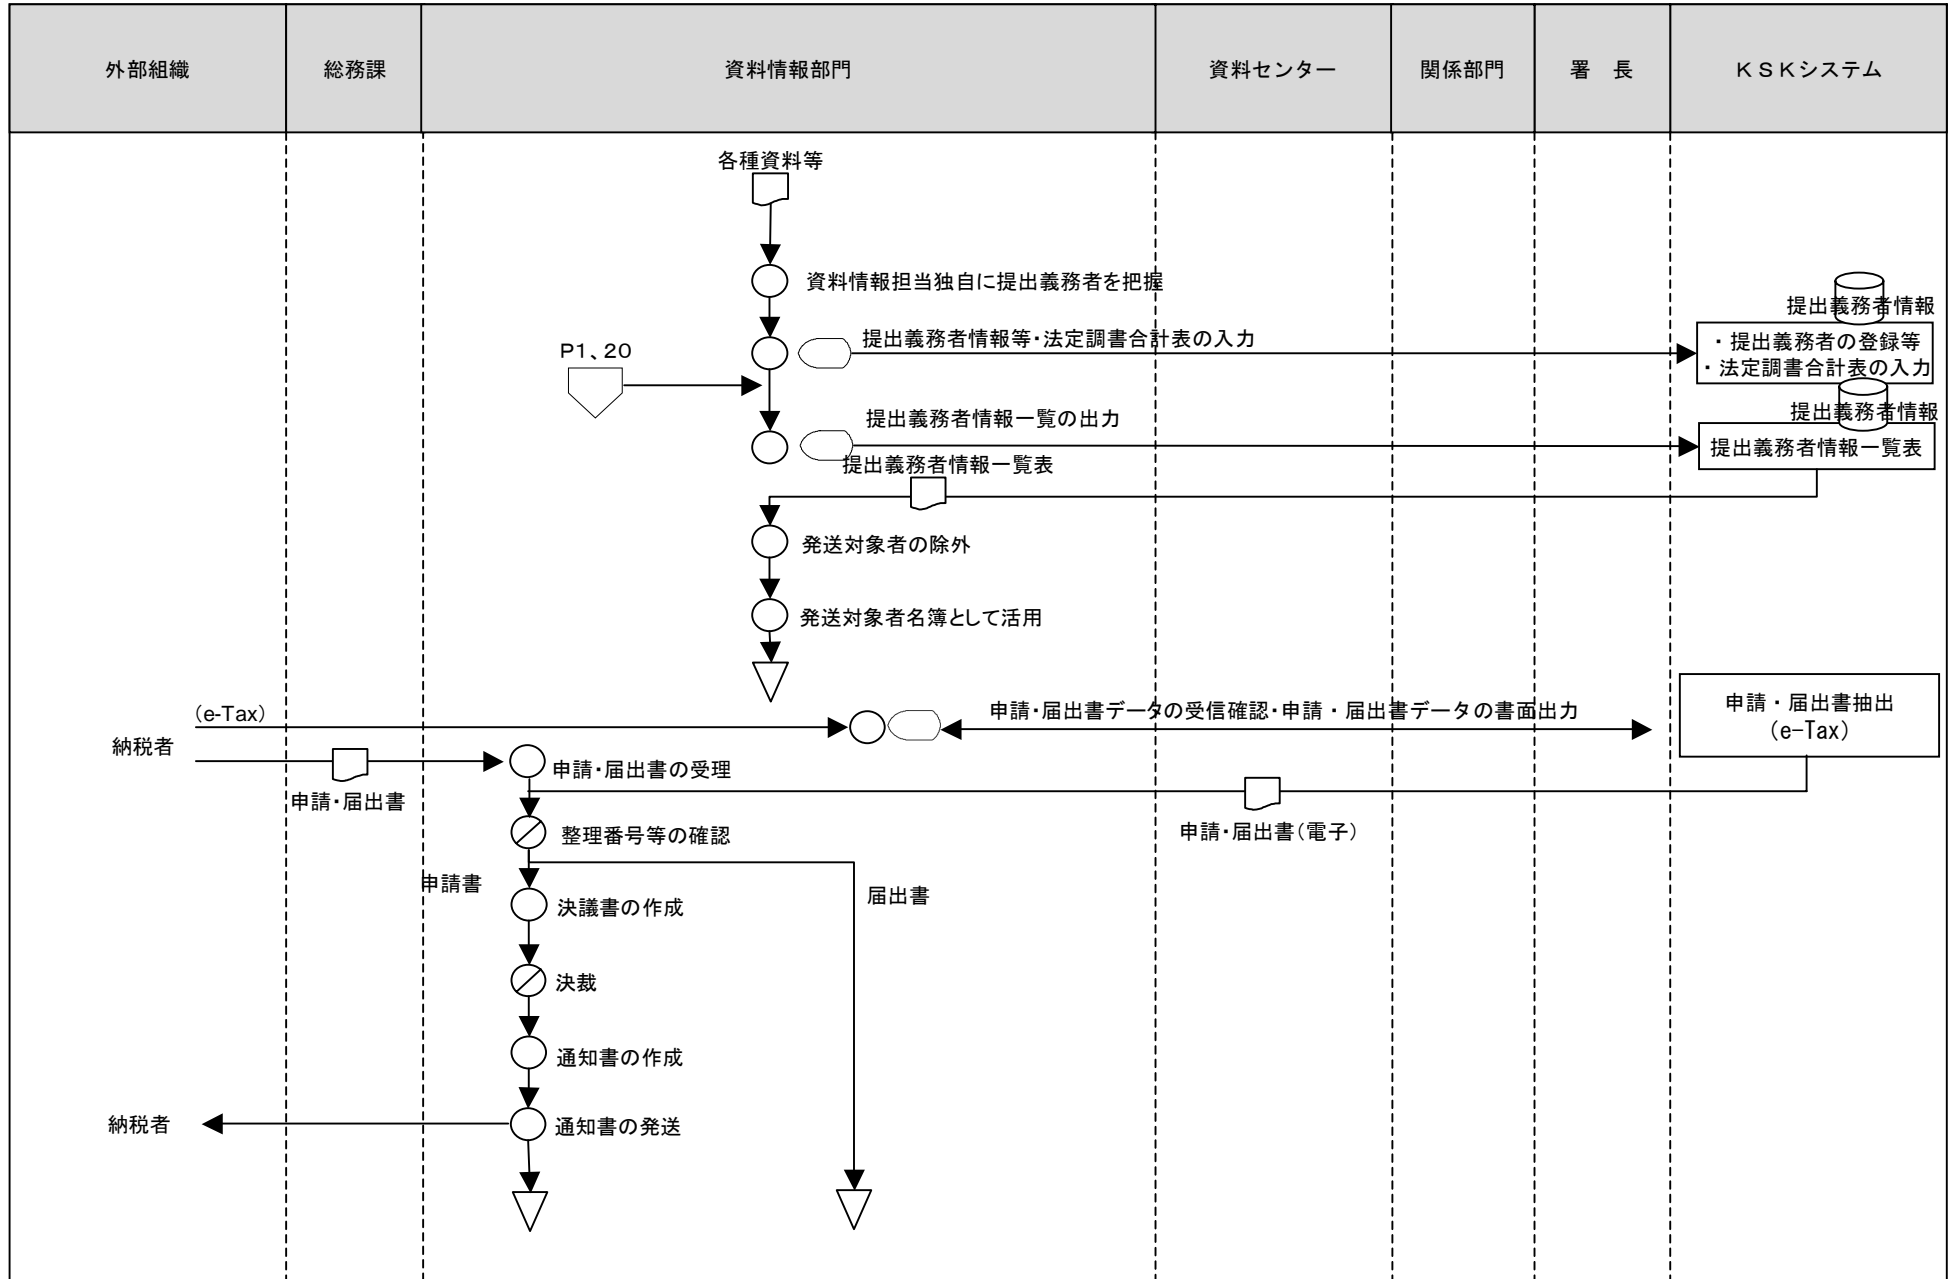 外部組織
総務課
資料情報部門
資料センター
関係部門
署　長
ＫＳＫシステム
各種資料等
資料情報担当独自に提出義務者を把握
提出義務者情報
提出義務者情報等・法定調書合計表の入力
・提出義務者の登録等
・法定調書合計表の入力
P1、20
提出義務者情報一覧の出力
提出義務者情報
提出義務者情報一覧表
提出義務者情報一覧表
発送対象者の除外
発送対象者名簿として活用
（e-Tax）
申請・届出書データの受信確認・申請・届出書データの書面出力
申請・届出書抽出
（e-Tax）
納税者
申請・届出書の受理
申請・届出書
申請・届出書（電子）
整理番号等の確認
申請書
届出書
決議書の作成
決裁
通知書の作成
納税者
通知書の発送